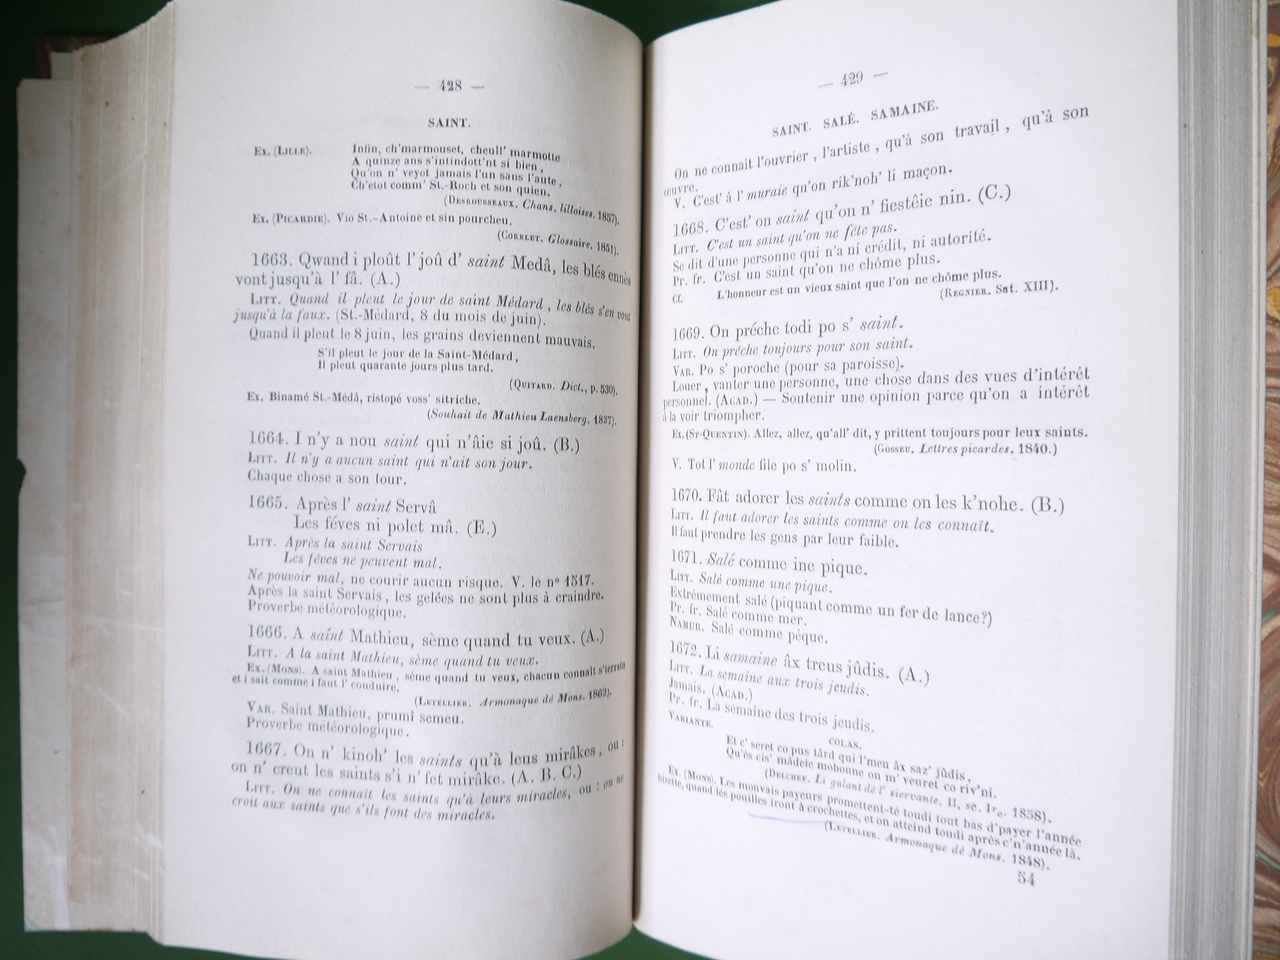 — 428 —
SAINT.
Ex. (Lille). Infin, ch'marmouset, cheull' marmotte
A quinze ans s'intindott'nt si bien,
Qu'on n' veyot jamais l'un sans l'aute,
Ch'étot comm' St.-Roch et son quien.
(Desrousseaux. Chans. lilloises. 1857).
Ex. (Picardie). Vio St.-Antoine et sin pourcheu.
(Corblet. Glossaire. 1851).
1663. Qwand i ploût l' joû d' saint Medâ, les blés ennès
vont jusqu'à l' fâ. (A.)
Litt. Quand il pleut le jour de saint Médard, les blés s'en vont
jusqu'à la faux. (St.-Médard, 8 du mois de juin).
Quand il pleut le 8 juin, les grains deviennent mauvais.
S'il pleut le jour de la Saint-Médard,
Il pleut quarante jours plus tard.
(Quitard. Dict., p. 530).
Ex. Binamé St.-Médâ, ristopé voss' sitriche.
(Souhait de Mathieu Laensberg. 1837).
1664. I n'y a nou saint qui n'âie si joû. (B.)
Litt. Il n'y a aucun saint qui n'ait son jour.
Chaque chose a son tour.
1665. Après l' saint Servâ
Les féves ni polet mâ. (E.)
Litt. Après la saint Servais
Les féves ne peuvent mal.
Ne pouvoir mal, ne courir aucun risque. V. le nº 1517.
Après la saint Servais, les gelées ne sont plus à craindre.
Proverbe météorologique.
1666. A saint Mathieu, sème quand tu veux. (A.)
Litt. A la saint Mathieu, sème quand tu veux.
Ex. (Mons). A saint Mathieu, sème quand tu veux, chacun connaît s'terrain
et i sait comme i faut l' conduire.
(Letellier. Armonaque dé Mons. 1862).
Var. Saint Mathieu, prumi semeu.
Proverbe météorologique.
1667. On n' kinoh' les saints qu'à leus mirâkes, ou :
on n' creut les saints s'i n' fet mirâke. (A. B. C.)
Litt. On ne connaît les saints qu'à leurs miracles, ou : on ne
croit aux saints que s'ils font des miracles.
— 429 —
SAINT. SALÉ. SAMAINE.
On ne connaît l'ouvrier, l'artiste, qu'à son travail, qu'à son
œuvre.
V. C'est' à l' muraie qu'on rik'noh' li maçon.
1668. C'est' on saint qu'on n' fiestêie nin. (C.)
Litt. C'est un saint qu'on ne fête pas.
Se dit d'une personne qui n'a ni crédit, ni autorité.
Pr. fr. C'est un saint qu'on ne chôme plus.
Cf. L'honneur est un vieux saint que l'on ne chôme plus.
(Regnier. Sat. XIII).
1669. On préche todi po s' saint.
Litt. On préche toujours pour son saint.
Var. Po s' poroche (pour sa paroisse).
Louer, vanter une personne, une chose dans des vues d'intérêt
personnel. (Acad.) — Soutenir une opinion parce qu'on a intérêt
à la voir triompher.
Ex. (St-Quentin). Allez, allez, qu'all' dit, y prittent toujours pour leux saints.
(Gosseu. Lettres picardes. 1840.)
V. Tot l' monde file po s' molin.
1670. Fât adorer les saints comme on les k'nohe. (B.)
Litt. Il faut adorer les saints comme on les connaît.
Il faut prendre les gens par leur faible.
1671. Salé comme ine pique.
Litt. Salé comme une pique.
Extrêmement salé (piquant comme un fer de lance?)
Pr. fr. Salé comme mer.
Namur. Salé comme péque.
1672. Li samaine âx treus jûdis. (A.)
Litt. La semaine aux trois jeudis.
Jamais. (Acad.)
Pr. fr. La semaine des trois jeudis.
Variante.
COLAS.
Et c' seret co pus târd qui l'meu âx saz' jûdis,
Qu'ès cis' mâdeie mohonne on m' veuret co riv'ni.
(Delchef. Li galant dè l' siervante. II, sc. 1re. 1858).
Ex. (Mons). Les monvais payeurs promettent-té toudi tout bas d'payer l'année
bizette, quand lés pouilles iront à crochettes, et on atteind toudi après c'n'année là.
(Letellier. Armonaque dé Mons. 1848).
54